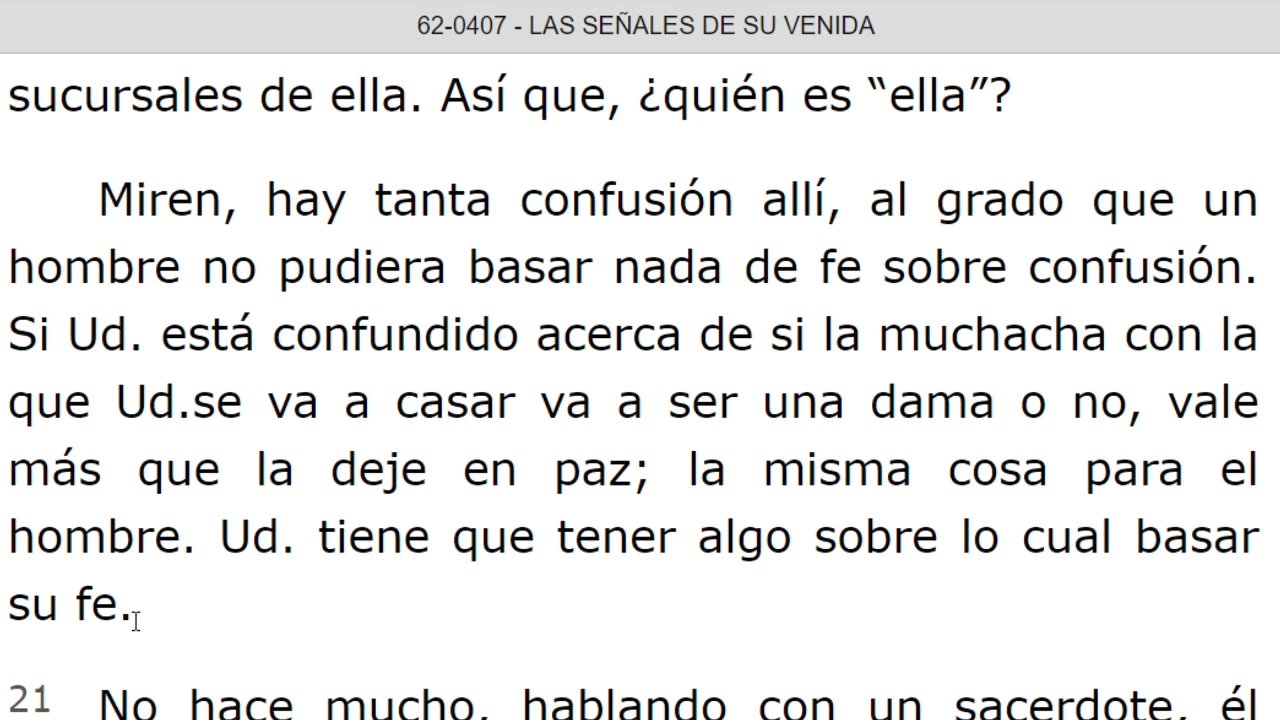 62-0407 - LAS SEÑALES DE SU VENIDA
sucursales de ella. Así que, ¿quién es “ella”?
Miren, hay tanta confusión allí, al grado que un
hombre no pudiera basar nada de fe sobre confusión.
Si Ud. está confundido acerca de si la muchacha con la
que Ud.se va a casar va a ser una dama o no, vale
más que la deje en paz; la misma cosa para el
hombre. Ud. tiene que tener algo sobre lo cual basar
su fe.
21 No hace mucho, hablando con un sacerdote, él